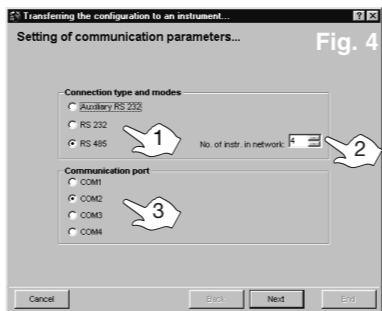 Transferring the configuration to an instrument...
Setting of communication parameters...
Fig. 4
Connection type and modes
Auxiliary RS 232
RS 232
1
RS 485
No. of instr. in network: 4
2
Communication port
COM1
COM2
3
COM3
COM4
Cancel
Back
Next
End